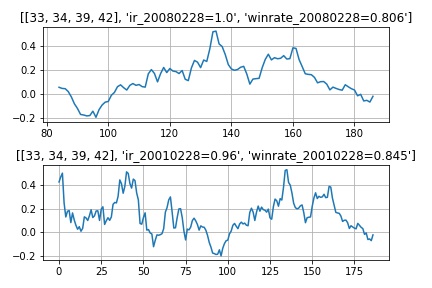 [[33, 34, 39, 42], 'ir_20080228=1.0', 'winrate_20080228=0.806']
0.4
0.2
0.0
−0.2
80 100 120 140 160 180
[[33, 34, 39, 42], 'ir_20010228=0.96', 'winrate_20010228=0.845']
0.4
0.2
0.0
−0.2
0 25 50 75 100 125 150 175